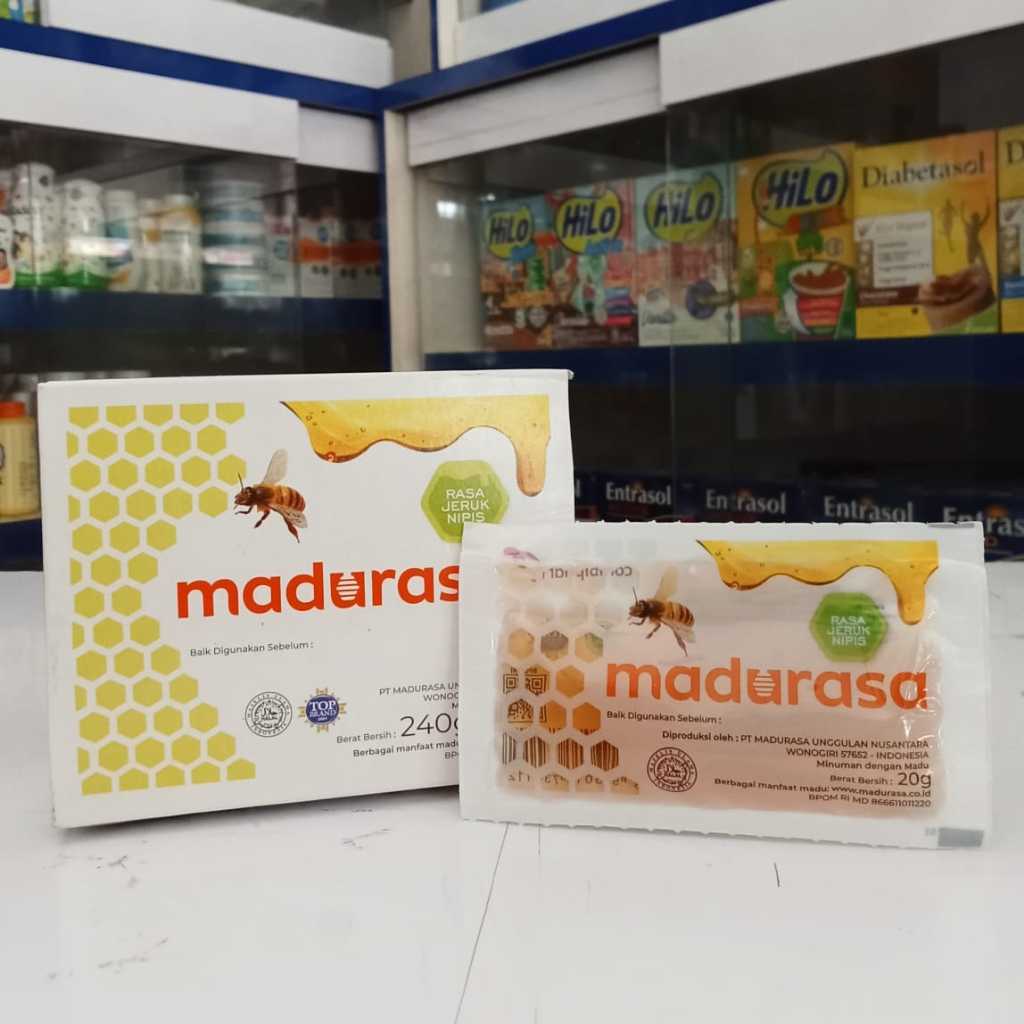 HiLo
HiLo
HiLo
HiLo
Diabetasol
Entrasol
Entrasol
Entrasol
Entras
RASA
JERUK
NIPIS
maduras
Baik Digunakan Sebelum :
TOP
BRAND
PT MADURASA UN
WONOG
M
Berat Bersih : 240g
Berbagai manfaat madu
BPO
RASA
JERUK
NIPIS
madurasa
Baik Digunakan Sebelum :
Diproduksi oleh : PT MADURASA UNGGULAN NUSANTARA
WONOGIRI 57652 - INDONESIA
Minuman dengan Madu
Berat Bersih : 20g
Berbagai manfaat madu: www.madurasa.co.id
BPOM RI MD 866611011220